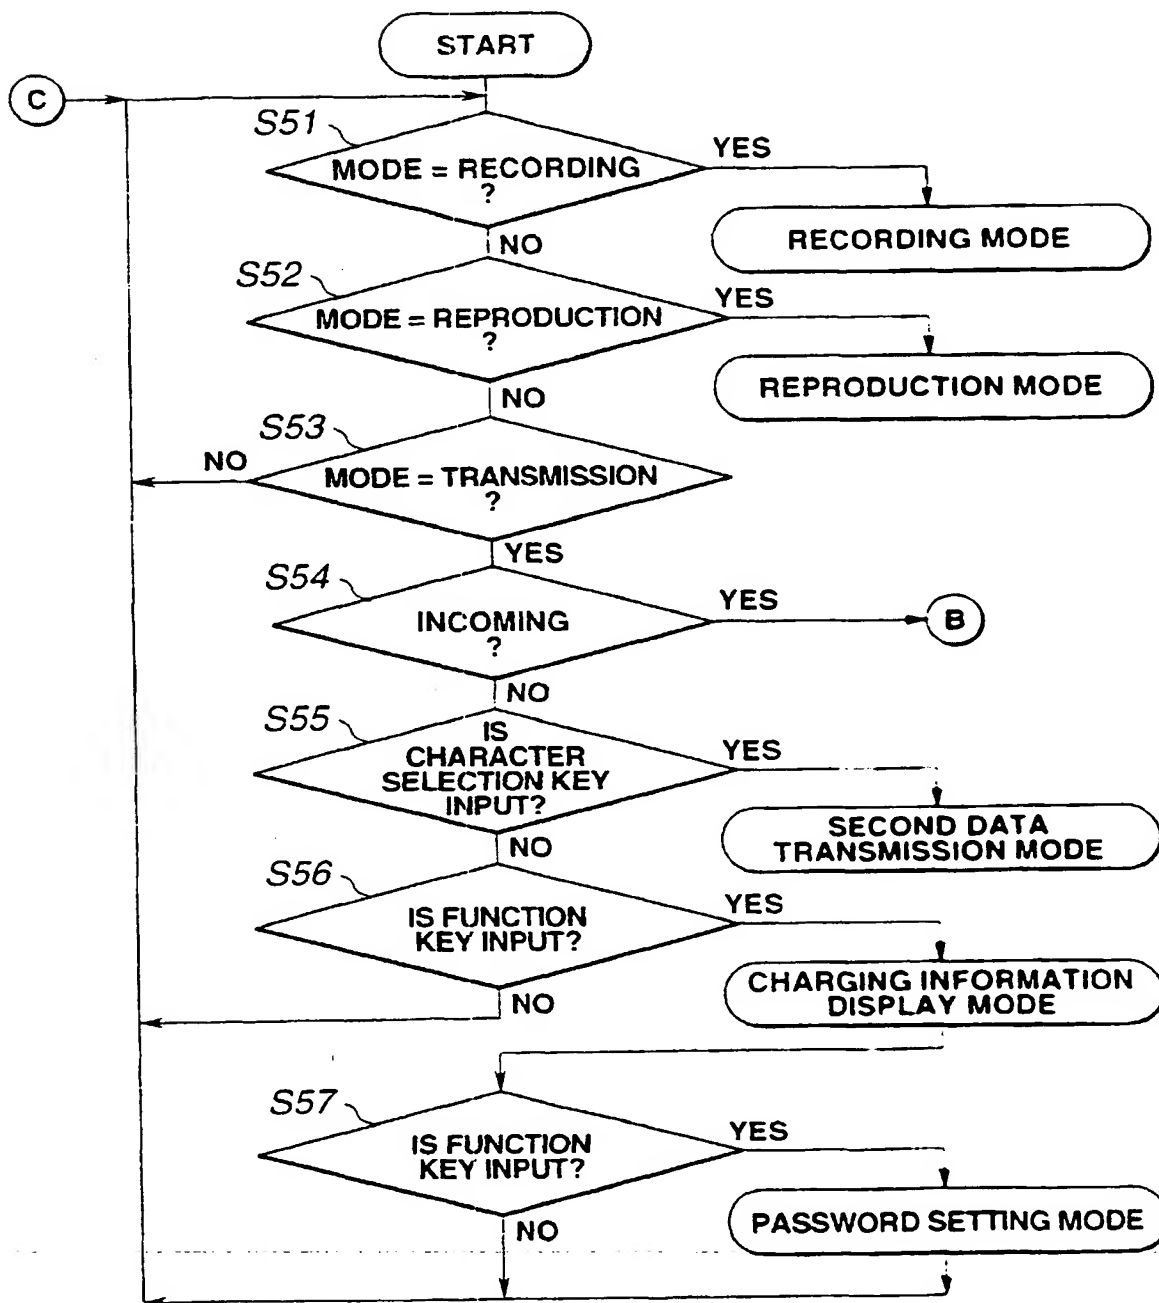 START
C
S51
YES
MODE = RECORDING
?
RECORDING MODE
NO
S52
YES
MODE = REPRODUCTION
?
REPRODUCTION MODE
NO
S53
NO
MODE = TRANSMISSION
?
YES
S54
YES
INCOMING
?
B
NO
S55
IS
CHARACTER
SELECTION KEY
INPUT?
YES
SECOND DATA
TRANSMISSION MODE
NO
S56
YES
IS FUNCTION
KEY INPUT?
CHARGING INFORMATION
DISPLAY MODE
NO
S57
YES
IS FUNCTION
KEY INPUT?
PASSWORD SETTING MODE
NO